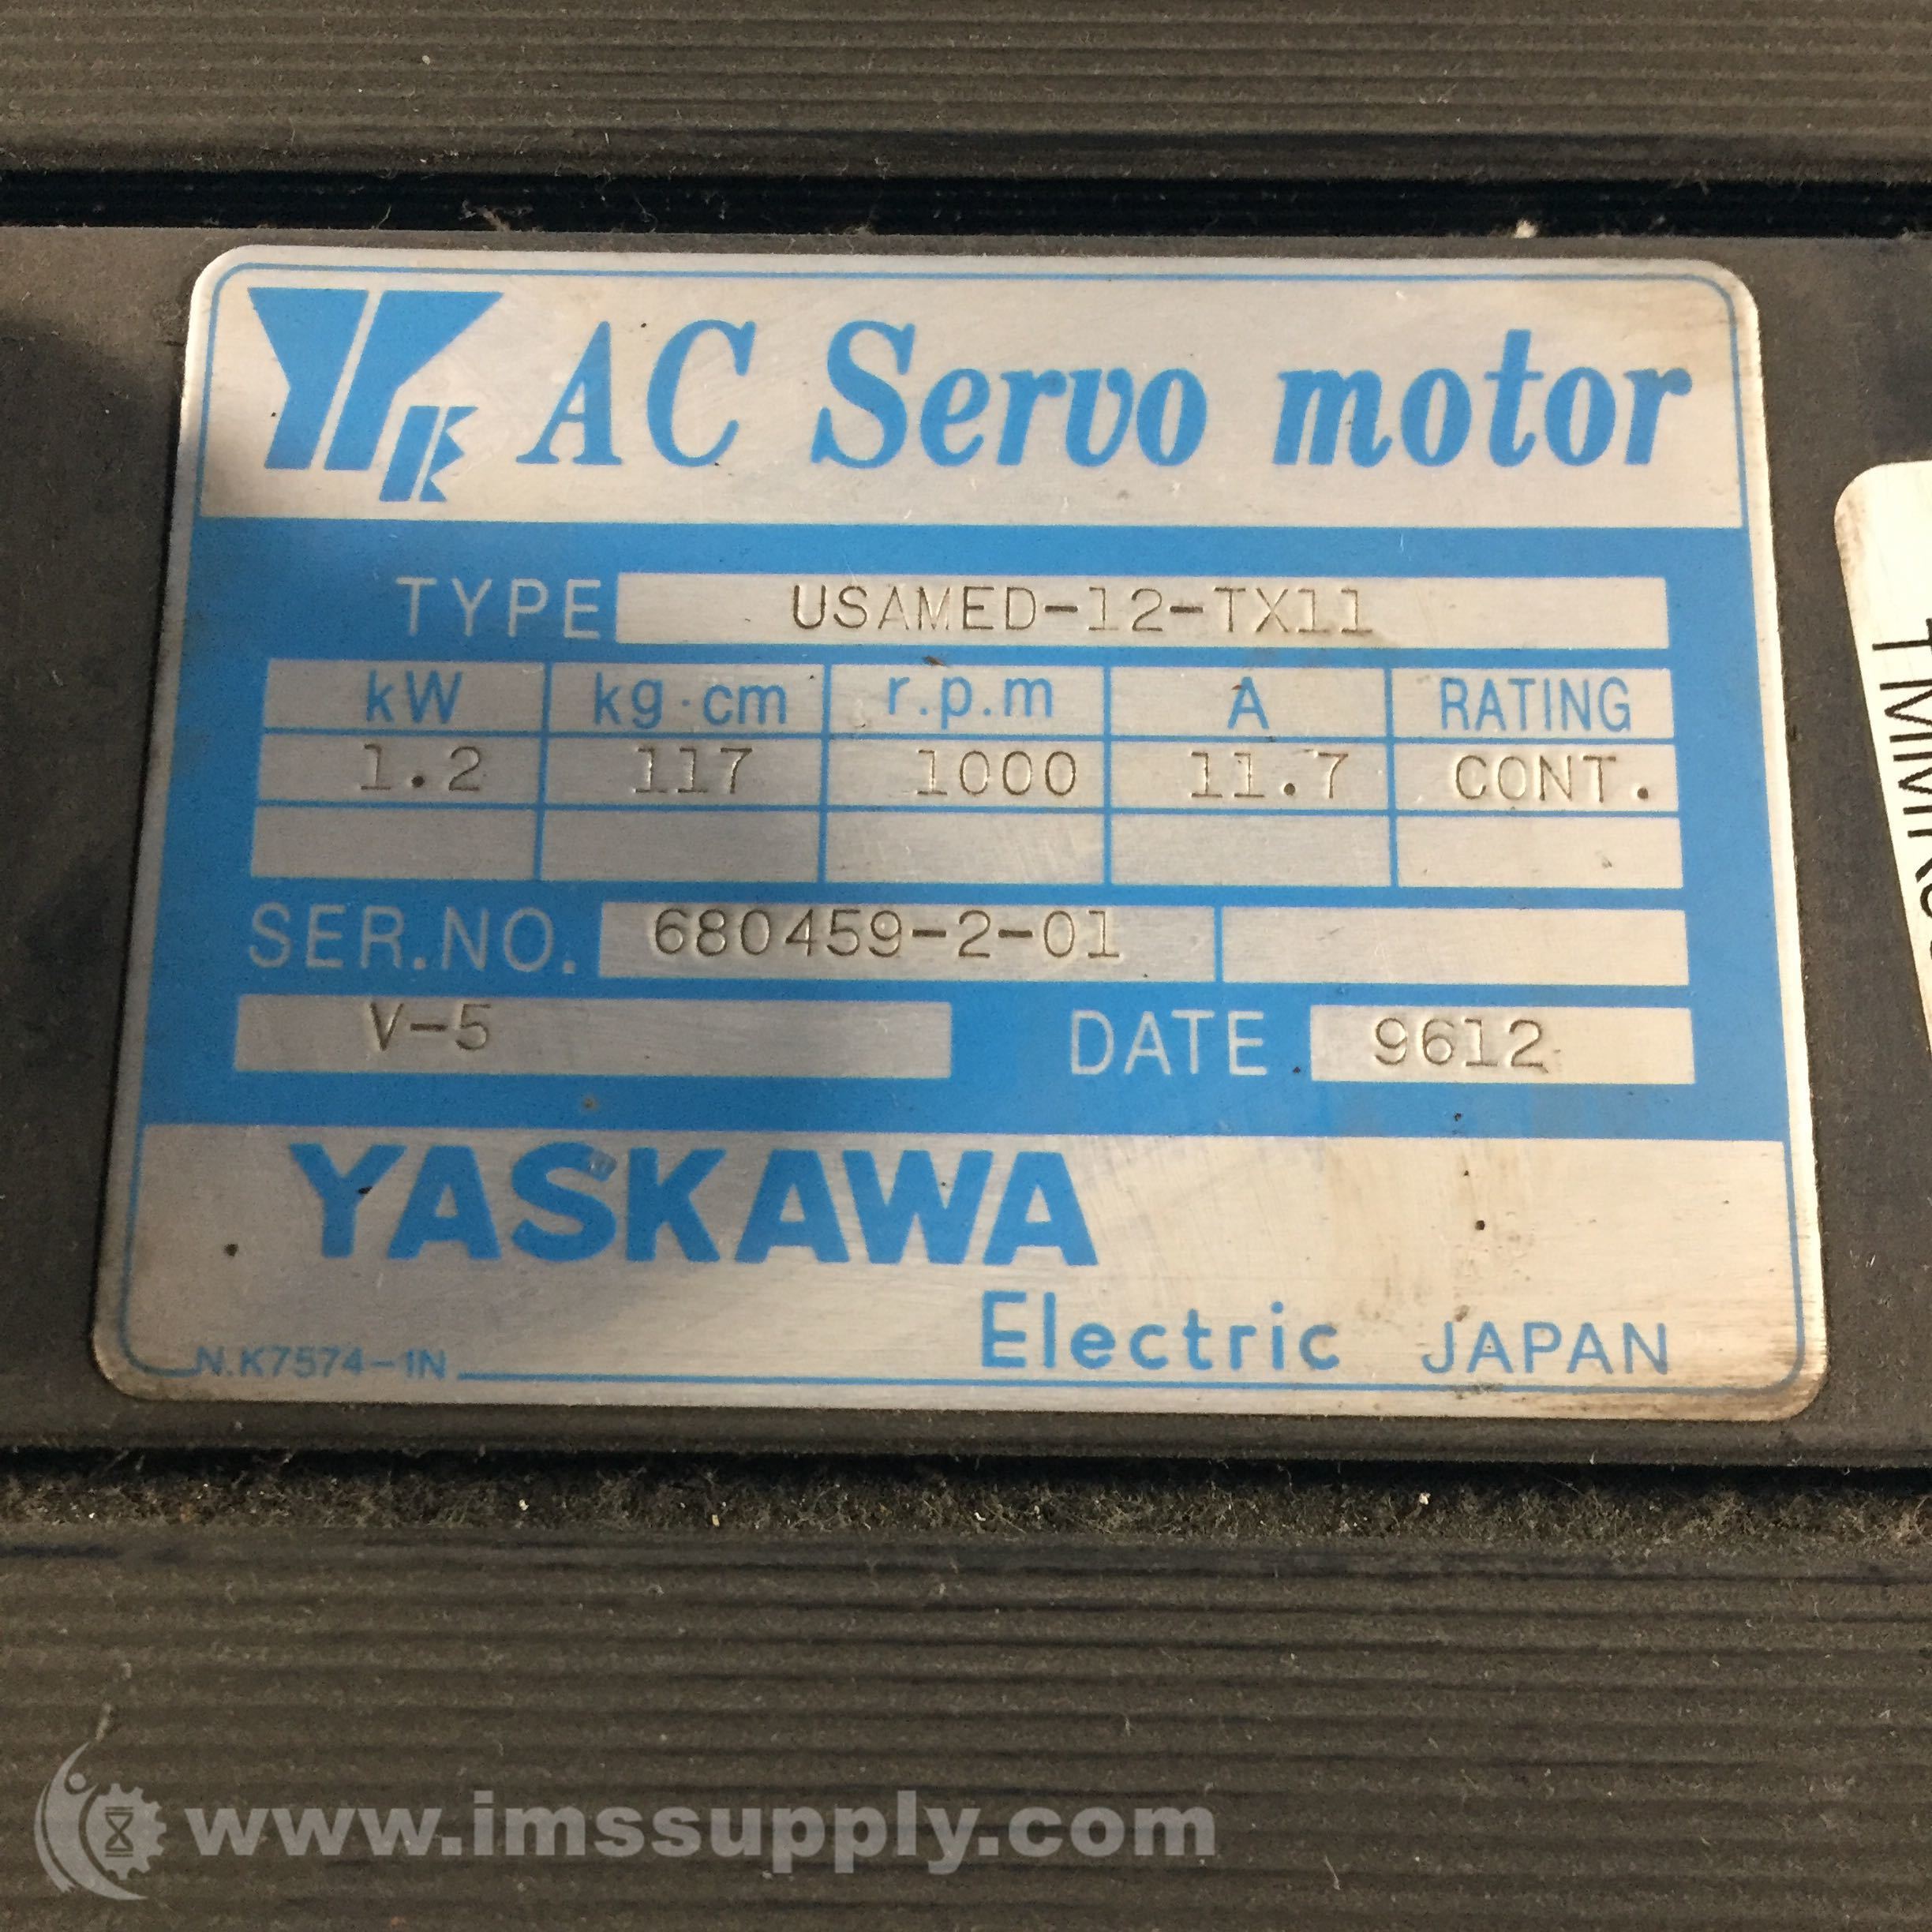 YK AC Servo motor
TYPE USAMED-12-TX11
kW kg·cm r.p.m A RATING
1.2 117 1000 11.7 CONT.
SER.NO. 680459-2-01
V-5 DATE 9612
YASKAWA
Electric JAPAN
N.K7574-1N
www.imssupply.com